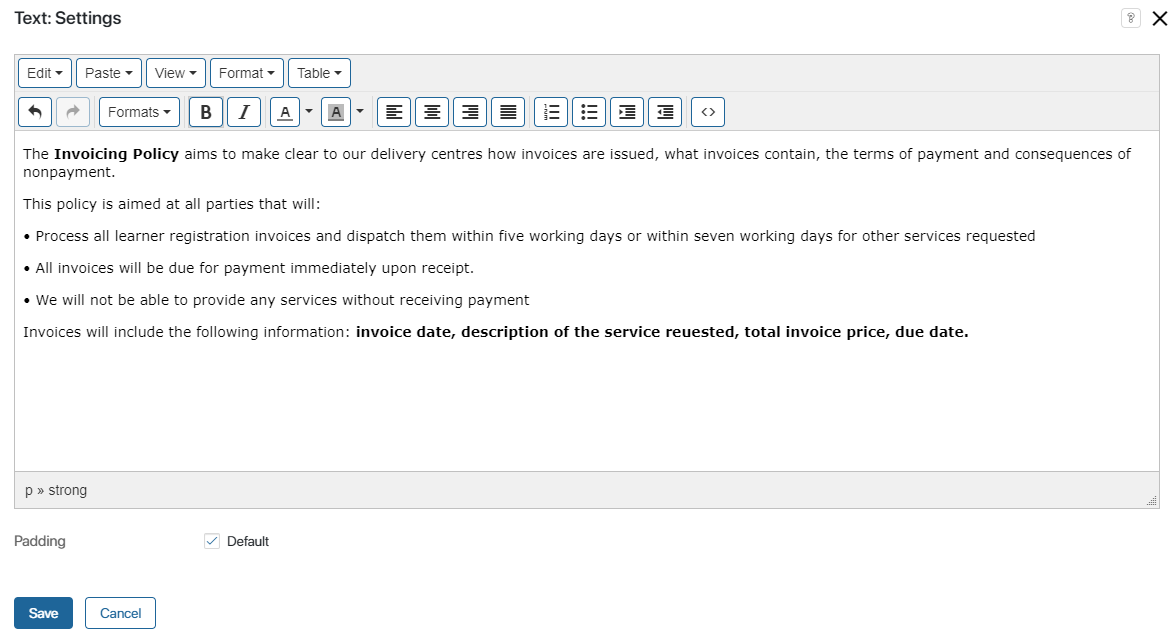 Text: Settings
?
Edit Paste View Format Table
Formats B I A A
The Invoicing Policy aims to make clear to our delivery centres how invoices are issued, what invoices contain, the terms of payment and consequences of
nonpayment.
This policy is aimed at all parties that will:
• Process all learner registration invoices and dispatch them within five working days or within seven working days for other services requested
• All invoices will be due for payment immediately upon receipt.
• We will not be able to provide any services without receiving payment
Invoices will include the following information: invoice date, description of the service reuested, total invoice price, due date.
p » strong
Padding Default
Save Cancel